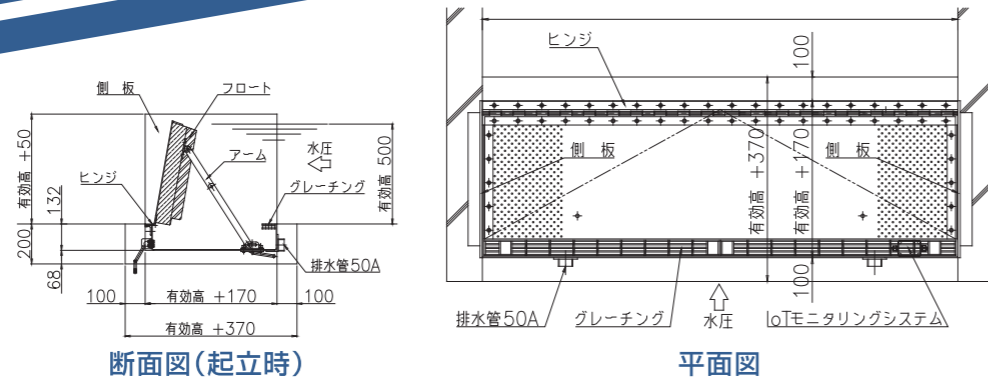 側 板
フロート
水圧
アーム
ヒンジ
グレーチング
有効高 +50
有効高 500
132
200
68
排水管50A
100
有効高 +170
100
有効高 +370
断面図(起立時)
ヒンジ
100
側 板
側 板
有効高 +370
有効高 +170
100
排水管50A
グレーチング
水圧
IoTモニタリングシステム
平面図